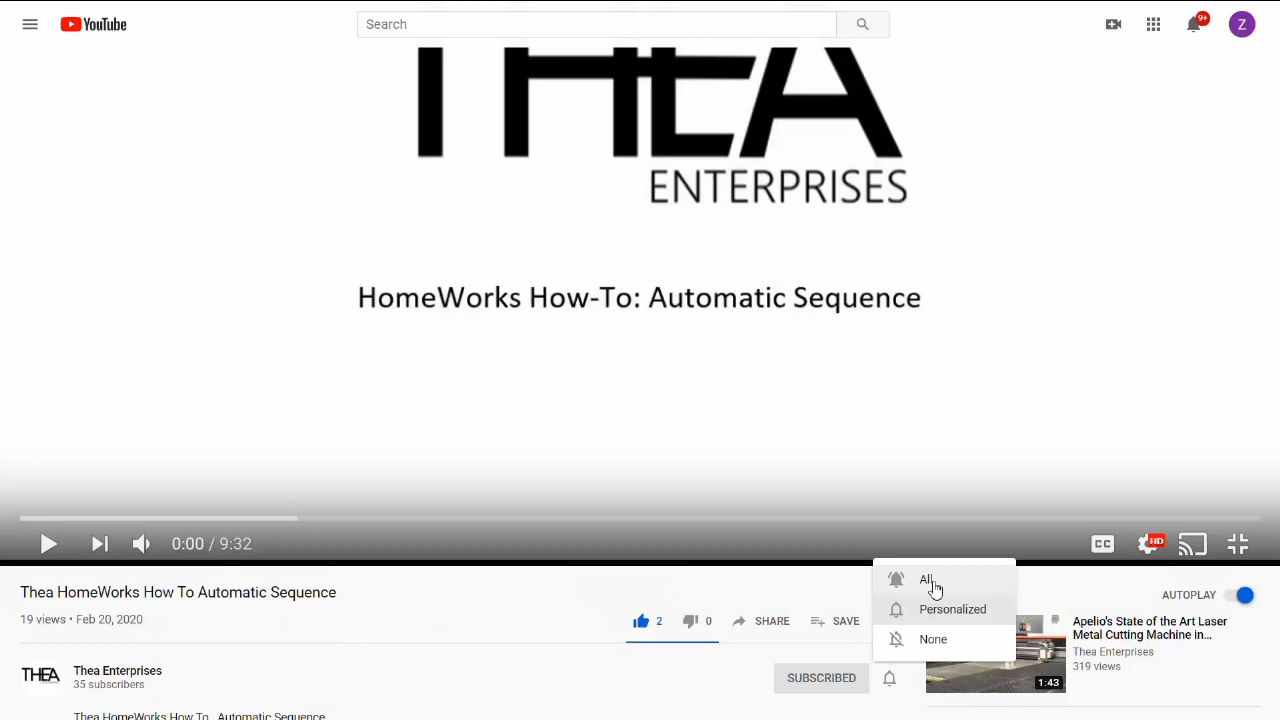 YouTube
Search
9+
Z
THEA
ENTERPRISES
HomeWorks How-To: Automatic Sequence
0:00 / 9:32
CC
HD
Thea HomeWorks How To Automatic Sequence
19 views • Feb 20, 2020
2
0
SHARE
SAVE
All
Personalized
None
AUTOPLAY
Apelio's State of the Art Laser
Metal Cutting Machine in...
Thea Enterprises
319 views
1:43
THEA
Thea Enterprises
35 subscribers
SUBSCRIBED
Thea HomeWorks How To Automatic Sequence